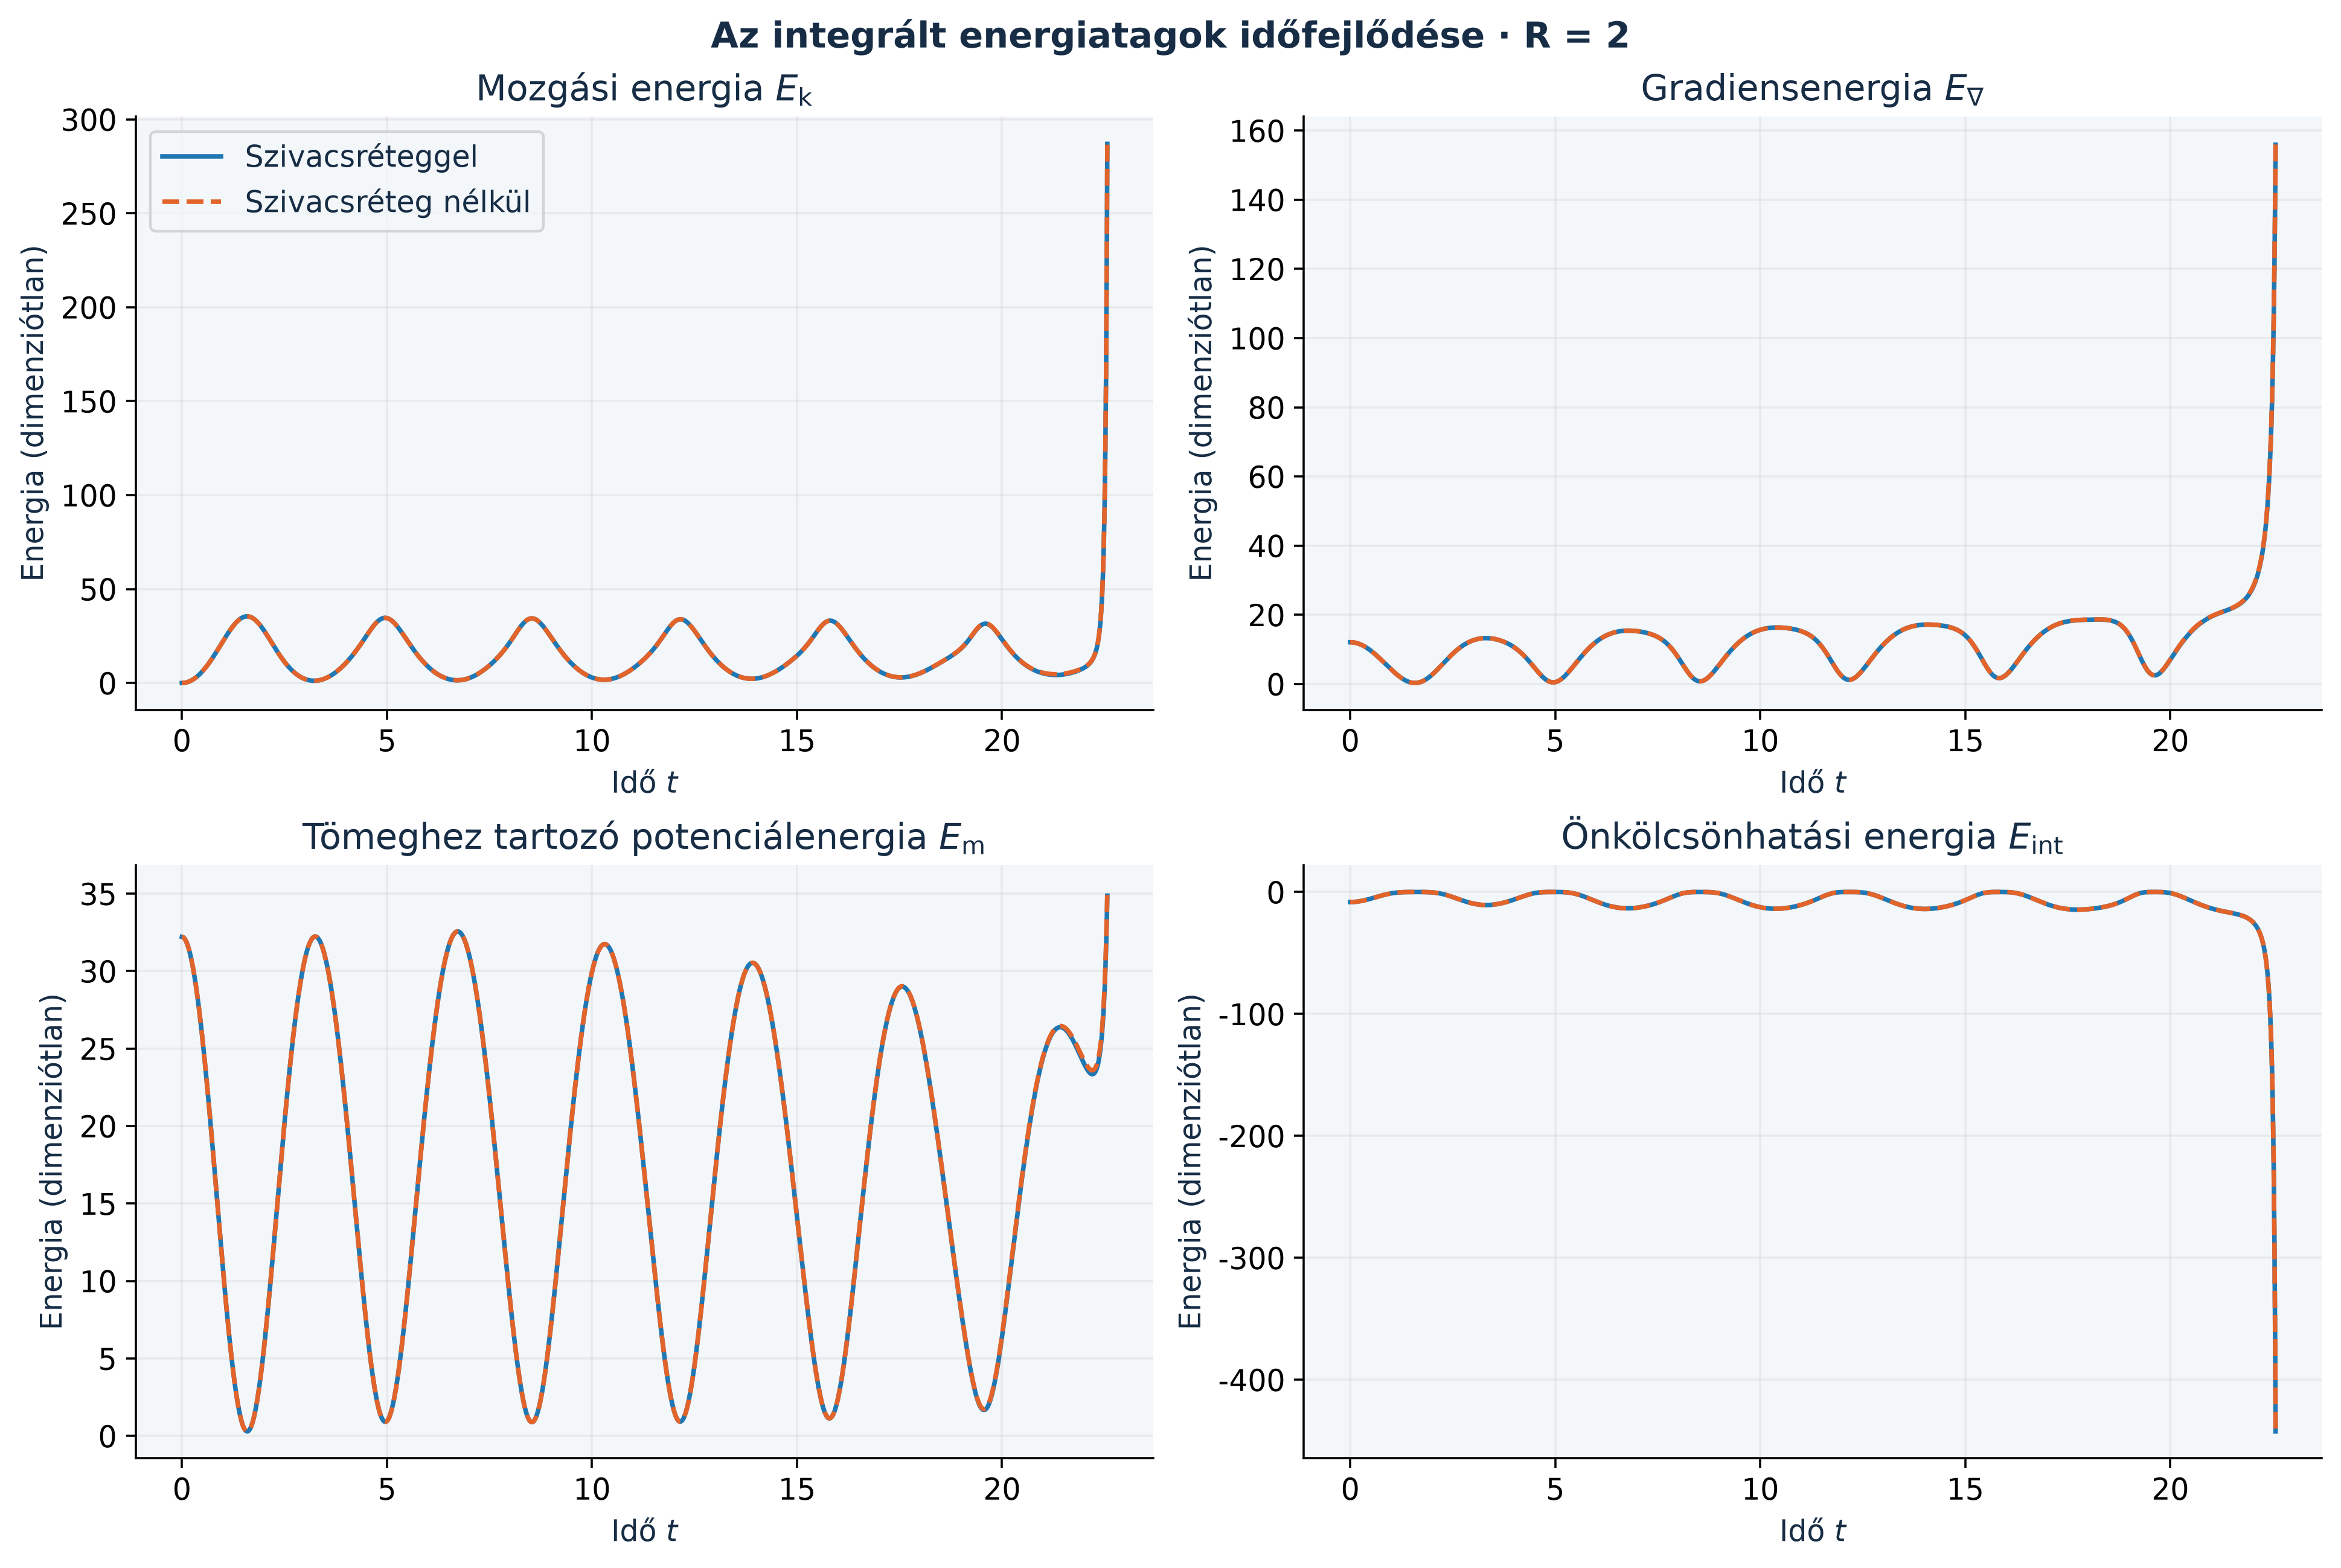 Az integrált energiatagok időfejlődése · R = 2
Mozgási energia Ek
300
250
200
150
100
50
0
Energia (dimenziótlan)
Szivacsréteggel
Szivacsréteg nélkül
0 5 10 15 20
Idő t
Gradiensenergia E∇
160
140
120
100
80
60
40
20
0
Energia (dimenziótlan)
0 5 10 15 20
Idő t
Tömeghez tartozó potenciálenergia Em
35
30
25
20
15
10
5
0
Energia (dimenziótlan)
0 5 10 15 20
Idő t
Önkölcsönhatási energia Eint
0
-100
-200
-300
-400
Energia (dimenziótlan)
0 5 10 15 20
Idő t